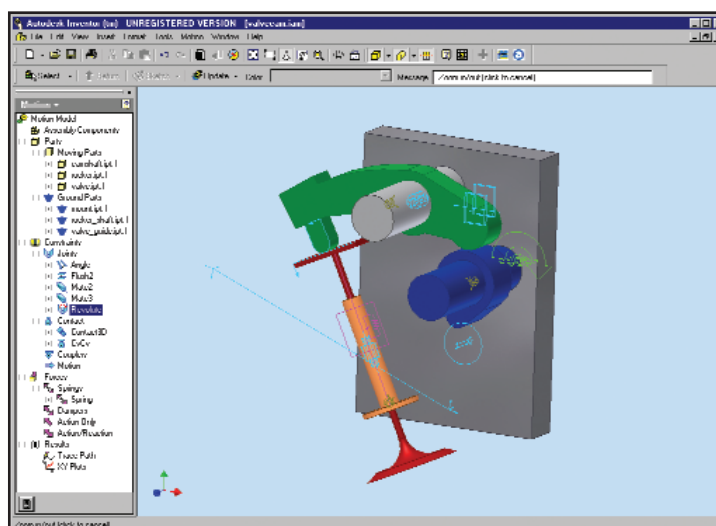 Autodesk Inventor (tm) UNREGISTERED VERSION [valvecam.iam]
File Edit View Insert Format Tools Motion Window Help
Select Return Sketch Update Color Message Zoom in/out [click to cancel]
Motion
Motion Model
Assembly Components
Parts
Moving Parts
camshaft.ipt.1
rocker.ipt.1
valve.ipt.1
Ground Parts
mount.ipt.1
rocker_shaft.ipt.1
valve_guide.ipt.1
Constraints
Joints
Angle
Flush2
Mate2
Mate3
Revolute
Contact
Contact3D
CvCv
Couplers
Motion
Forces
Springs
Spring
Dampers
Action Only
Action/Reaction
Results
Trace Path
XY Plots
Zoom in/out [click to cancel]